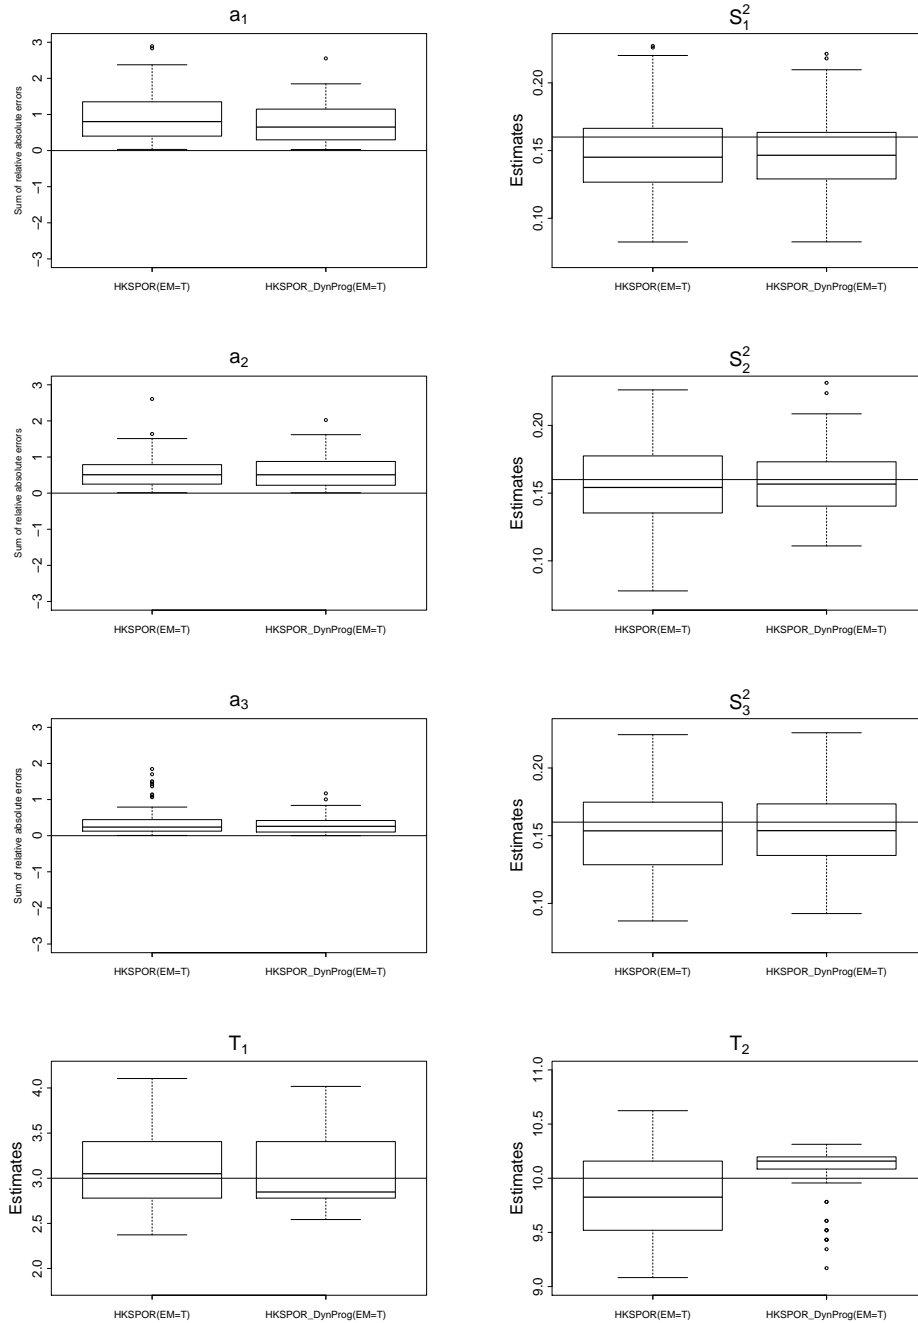 a1
Sum of relative absolute errors
3
2
1
0
−1
−2
−3
HKSPOR(EM=T) HKSPOR_DynProg(EM=T)
S1^2
Estimates
0.20
0.15
0.10
HKSPOR(EM=T) HKSPOR_DynProg(EM=T)
a2
Sum of relative absolute errors
3
2
1
0
−1
−2
−3
HKSPOR(EM=T) HKSPOR_DynProg(EM=T)
S2^2
Estimates
0.20
0.15
0.10
HKSPOR(EM=T) HKSPOR_DynProg(EM=T)
a3
Sum of relative absolute errors
3
2
1
0
−1
−2
−3
HKSPOR(EM=T) HKSPOR_DynProg(EM=T)
S3^2
Estimates
0.20
0.15
0.10
HKSPOR(EM=T) HKSPOR_DynProg(EM=T)
T1
Estimates
4.0
3.5
3.0
2.5
2.0
HKSPOR(EM=T) HKSPOR_DynProg(EM=T)
T2
Estimates
11.0
10.5
10.0
9.5
9.0
HKSPOR(EM=T) HKSPOR_DynProg(EM=T)